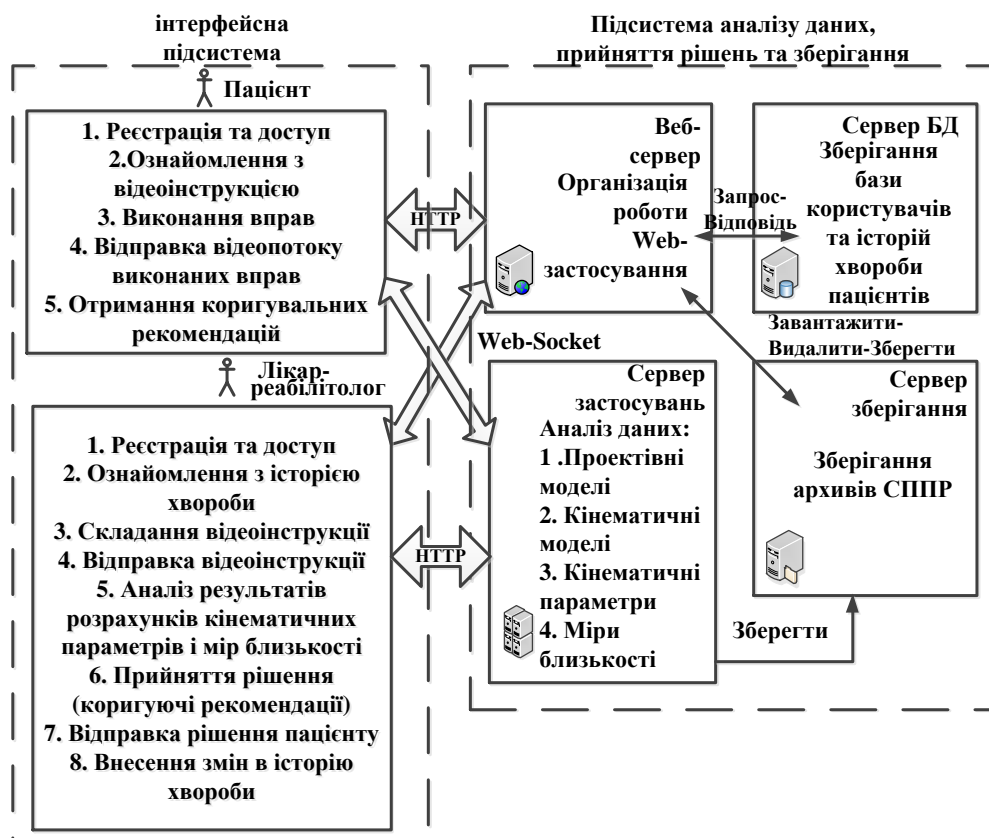 інтерфейсна
підсистема
Пацієнт
1. Реєстрація та доступ
2.Ознайомлення з
відеоінструкцією
3. Виконання вправ
4. Відправка відеопотоку
виконаних вправ
5. Отримання коригувальних
рекомендацій
Лікар-
реабілітолог
1. Реєстрація та доступ
2. Ознайомлення з історією
хвороби
3. Складання відеоінструкції
4. Відправка відеоінструкції
5. Аналіз результатів
розрахунків кінематичних
параметрів і мір близькості
6. Прийняття рішення
(коригуючі рекомендації)
7. Відправка рішення пацієнту
8. Внесення змін в історію
хвороби
HTTP
Web-Socket
HTTP
Підсистема аналізу даних,
прийняття рішень та зберігання
Веб-
сервер
Організація
роботи
Web-
застосування
Запрос-
Відповідь
Сервер БД
Зберігання
бази
користувачів
та історій
хвороби
пацієнтів
Завантажити-
Видалити-Зберегти
Сервер
застосувань
Аналіз даних:
1 .Проектівні
моделі
2. Кінематичні
моделі
3. Кінематичні
параметри
4. Міри
близькості
Сервер
зберігання
Зберігання
архивів СППР
Зберегти